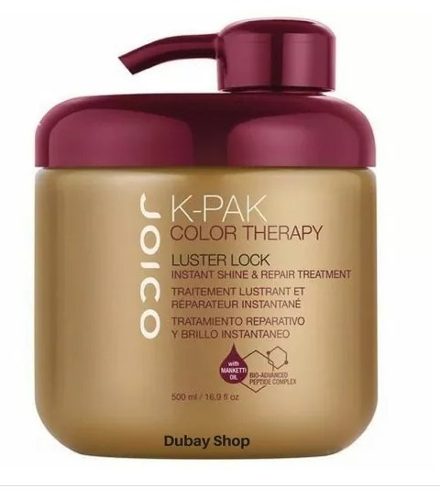 JOICO
K-PAK
COLOR THERAPY
LUSTER LOCK
INSTANT SHINE & REPAIR TREATMENT
TRAITEMENT LUSTRANT ET
RÉPARATEUR INSTANTANÉ
TRATAMIENTO REPARATIVO
Y BRILLO INSTANTANEO
with
MANKETTI
OIL
BIO-ADVANCED
PEPTIDE COMPLEX
500 ml / 16.9 fl oz
Dubay Shop